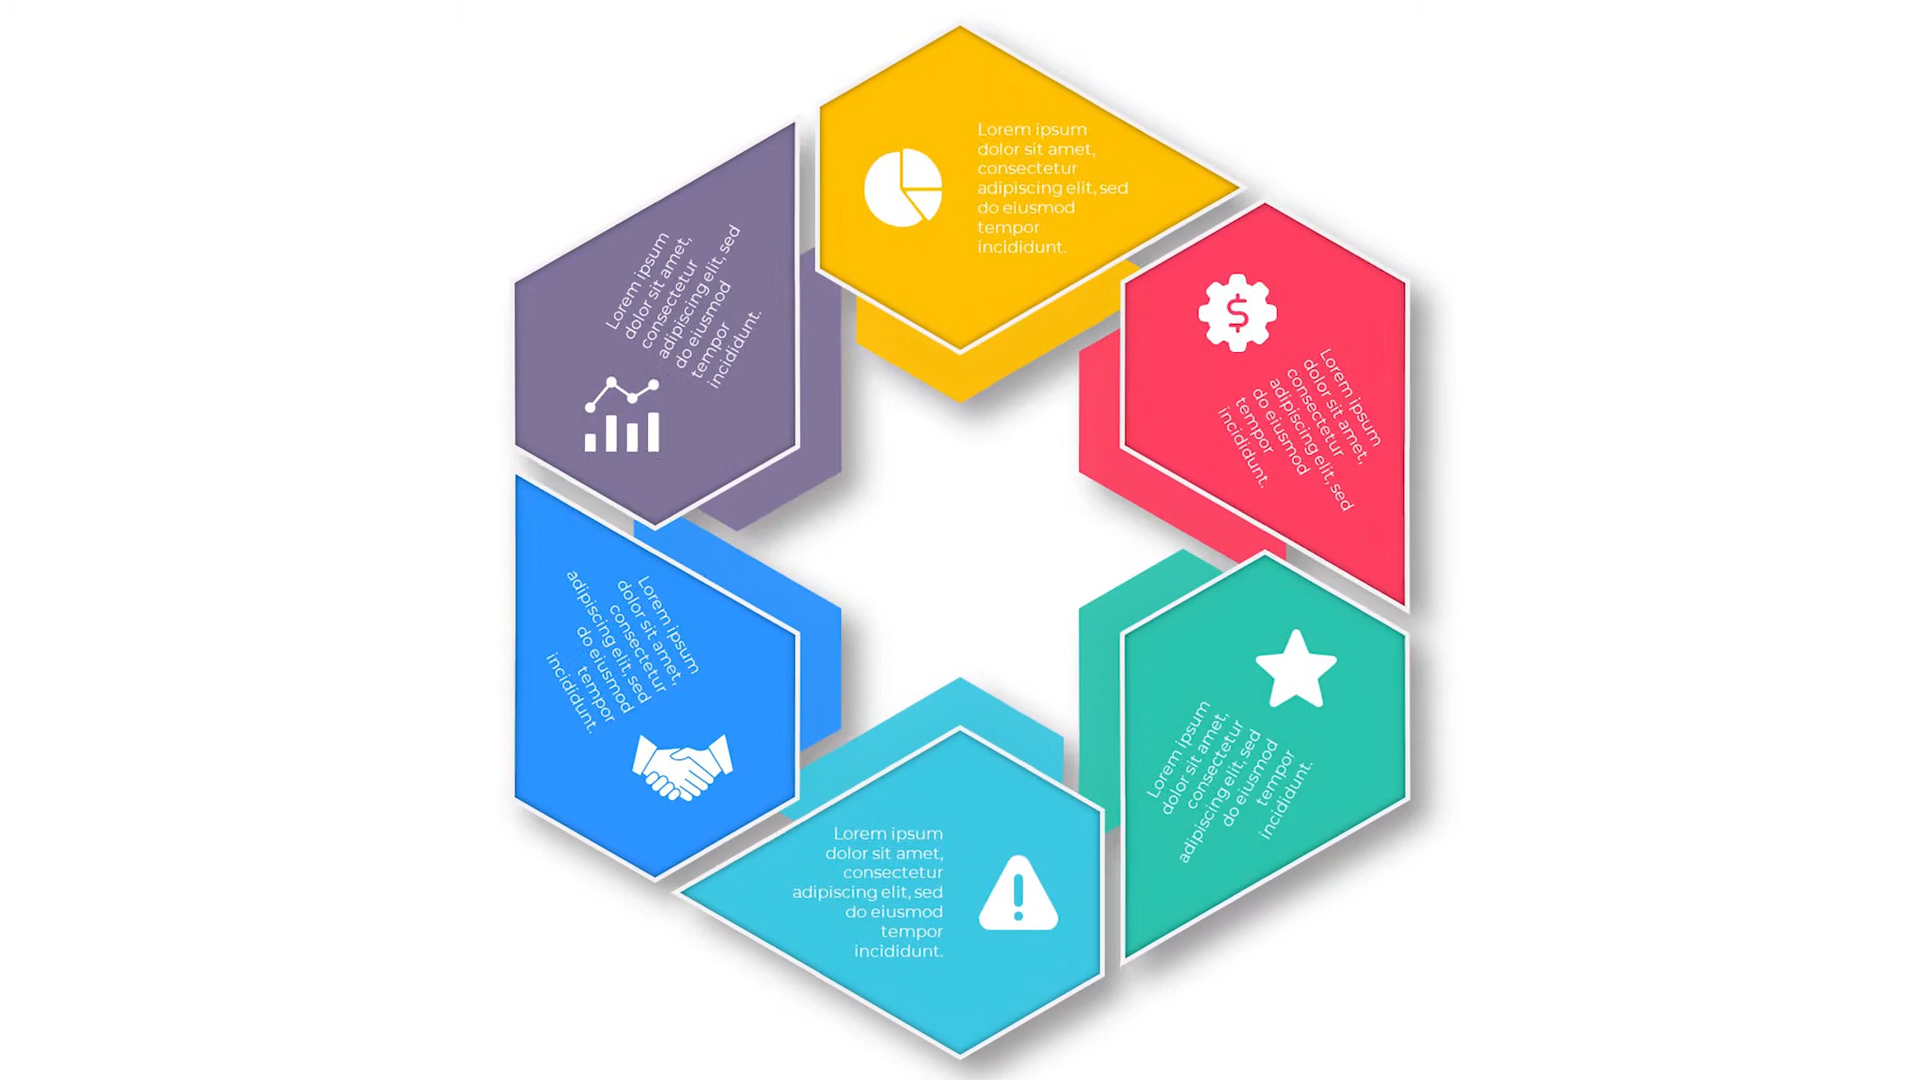 Lorem ipsum
dolor sit amet,
consectetur
adipiscing elit, sed
do eiusmod
tempor
incididunt.
Lorem ipsum
dolor sit amet,
consectetur
adipiscing elit, sed
do eiusmod
tempor
incididunt.
Lorem ipsum
dolor sit amet,
consectetur
adipiscing elit, sed
do eiusmod
tempor
incididunt.
Lorem ipsum
dolor sit amet,
consectetur
adipiscing elit, sed
do eiusmod
tempor
incididunt.
Lorem ipsum
dolor sit amet,
consectetur
adipiscing elit, sed
do eiusmod
tempor
incididunt.
Lorem ipsum
dolor sit amet,
consectetur
adipiscing elit, sed
do eiusmod
tempor
incididunt.
$